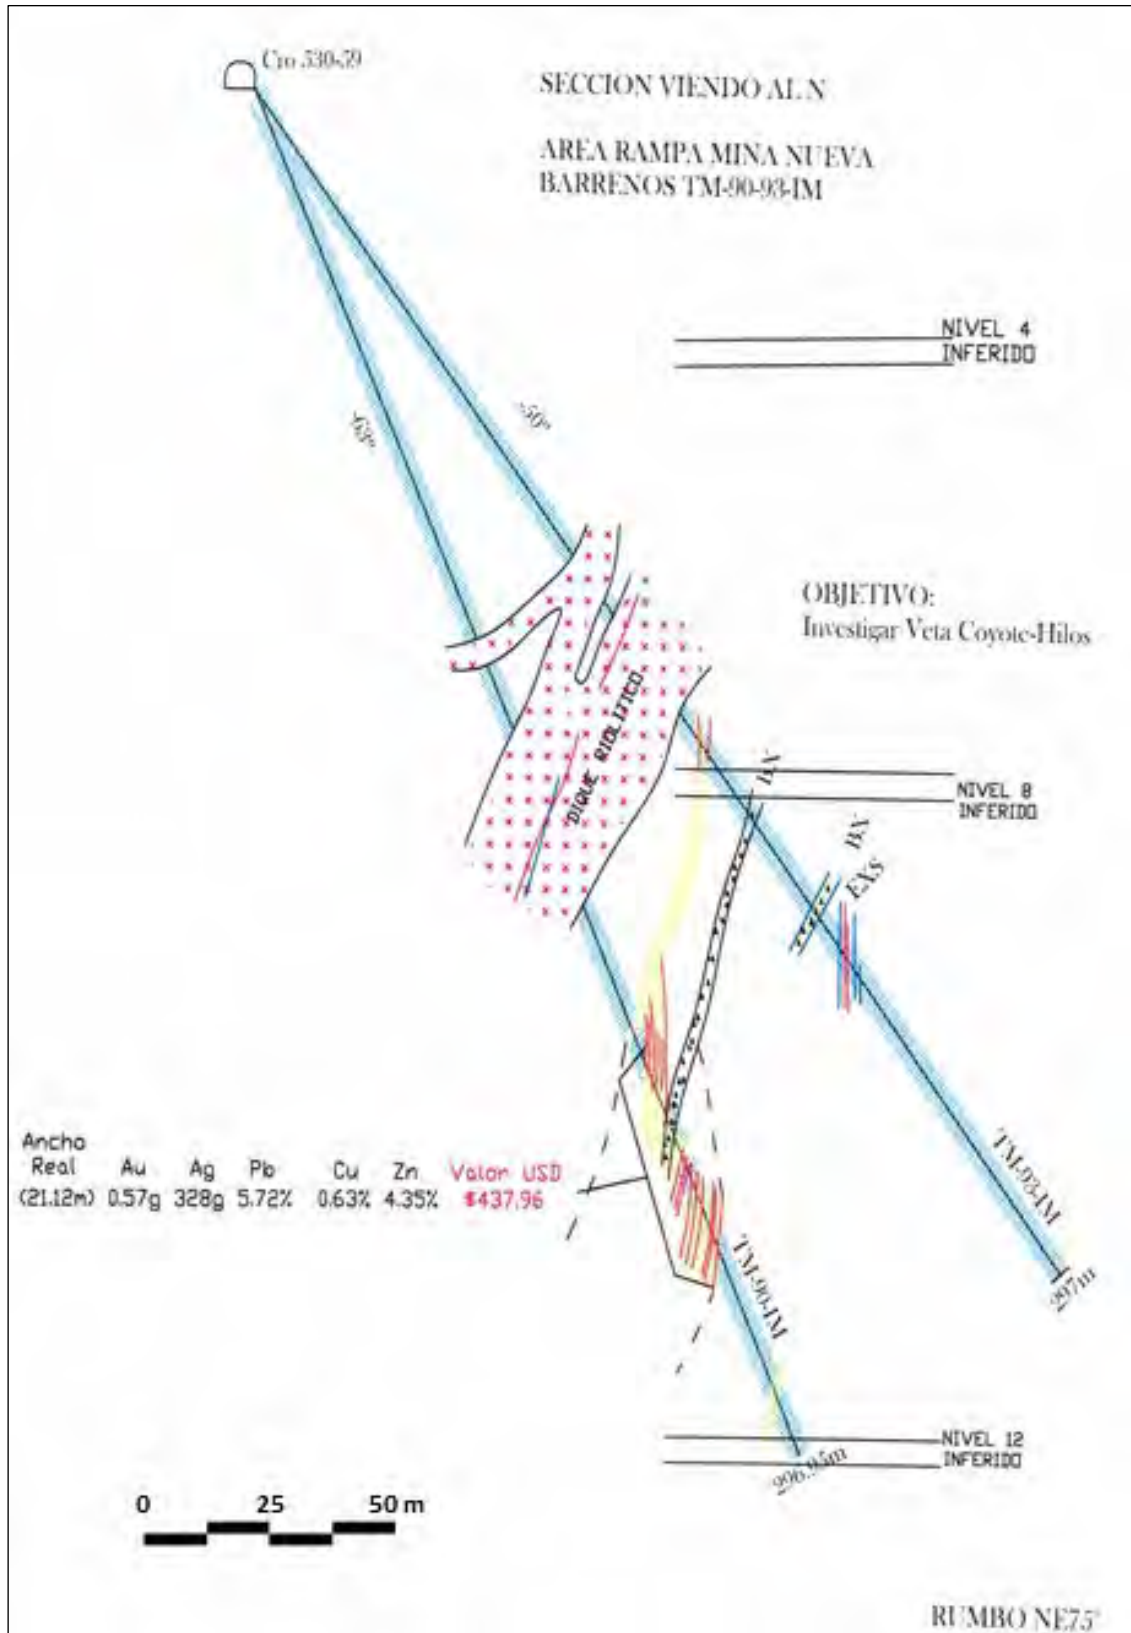 Cro 530-59
SECCION VIENDO AL N
AREA RAMPA MINA NUEVA
BARRENOS TM-90-93-IM
NIVEL 4
INFERIDO
-63°
-50°
OBJETIVO:
Investigar Veta Coyote-Hilos
DIQUE RIOLITICO
BX
NIVEL 8
INFERIDO
BX
EXS
Ancho
Real Au Ag Pb Cu Zn Valor USD
(21.12m) 0.57g 328g 5.72% 0.63% 4.35% $437.96
TM-93-IM
297m
TM-90-IM
NIVEL 12
INFERIDO
296.95m
0 25 50 m
RUMBO NE75°